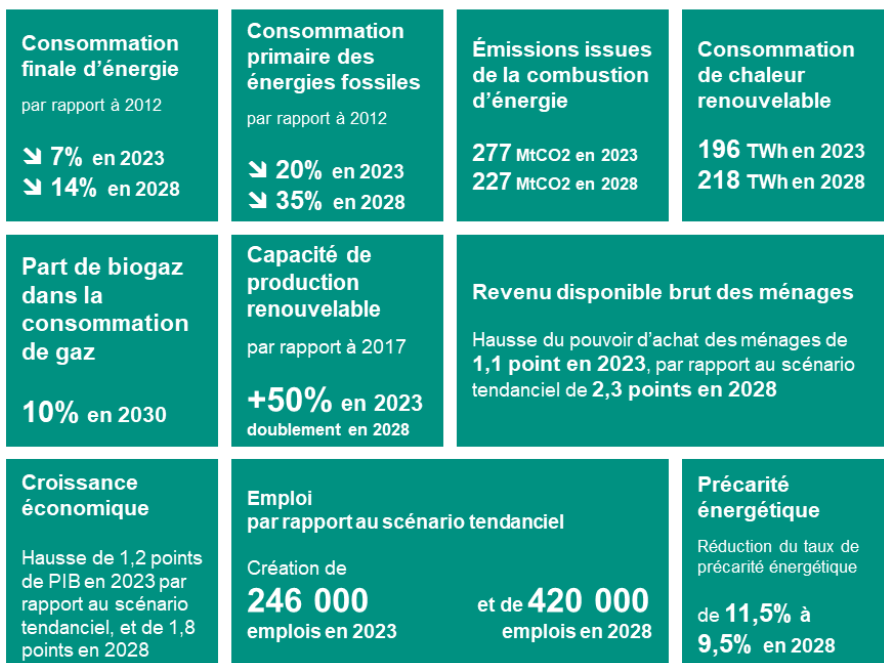 Consommation
finale d'énergie
par rapport à 2012
➘ 7% en 2023
➘ 14% en 2028
Consommation
primaire des
énergies fossiles
par rapport à 2012
➘ 20% en 2023
➘ 35% en 2028
Émissions issues
de la combustion
d'énergie
277 MtCO2 en 2023
227 MtCO2 en 2028
Consommation
de chaleur
renouvelable
196 TWh en 2023
218 TWh en 2028
Part de biogaz
dans la
consommation
de gaz
10% en 2030
Capacité de
production
renouvelable
par rapport à 2017
+50% en 2023
doublement en 2028
Revenu disponible brut des ménages
Hausse du pouvoir d'achat des ménages de
1,1 point en 2023, par rapport au scénario
tendanciel de 2,3 points en 2028
Croissance
économique
Hausse de 1,2 points
de PIB en 2023 par
rapport au scénario
tendanciel, et de 1,8
points en 2028
Emploi
par rapport au scénario tendanciel
Création de
246 000
emplois en 2023
et de 420 000
emplois en 2028
Précarité
énergétique
Réduction du taux de
précarité énergétique
de 11,5% à
9,5% en 2028